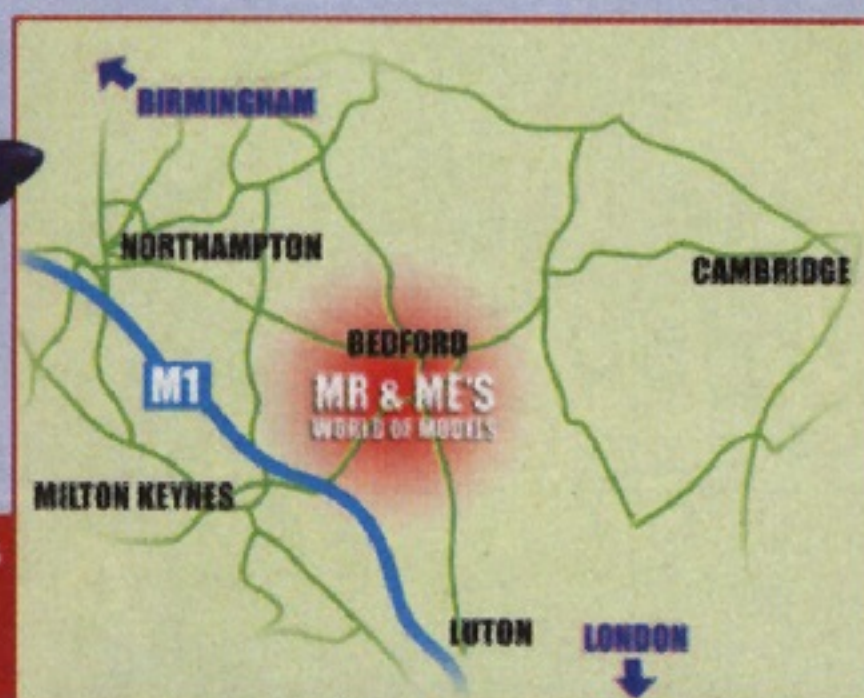 BIRMINGHAM
NORTHAMPTON
CAMBRIDGE
BEDFORD
M1
MR & ME'S
WORLD OF MODELS
MILTON KEYNES
LUTON
LONDON